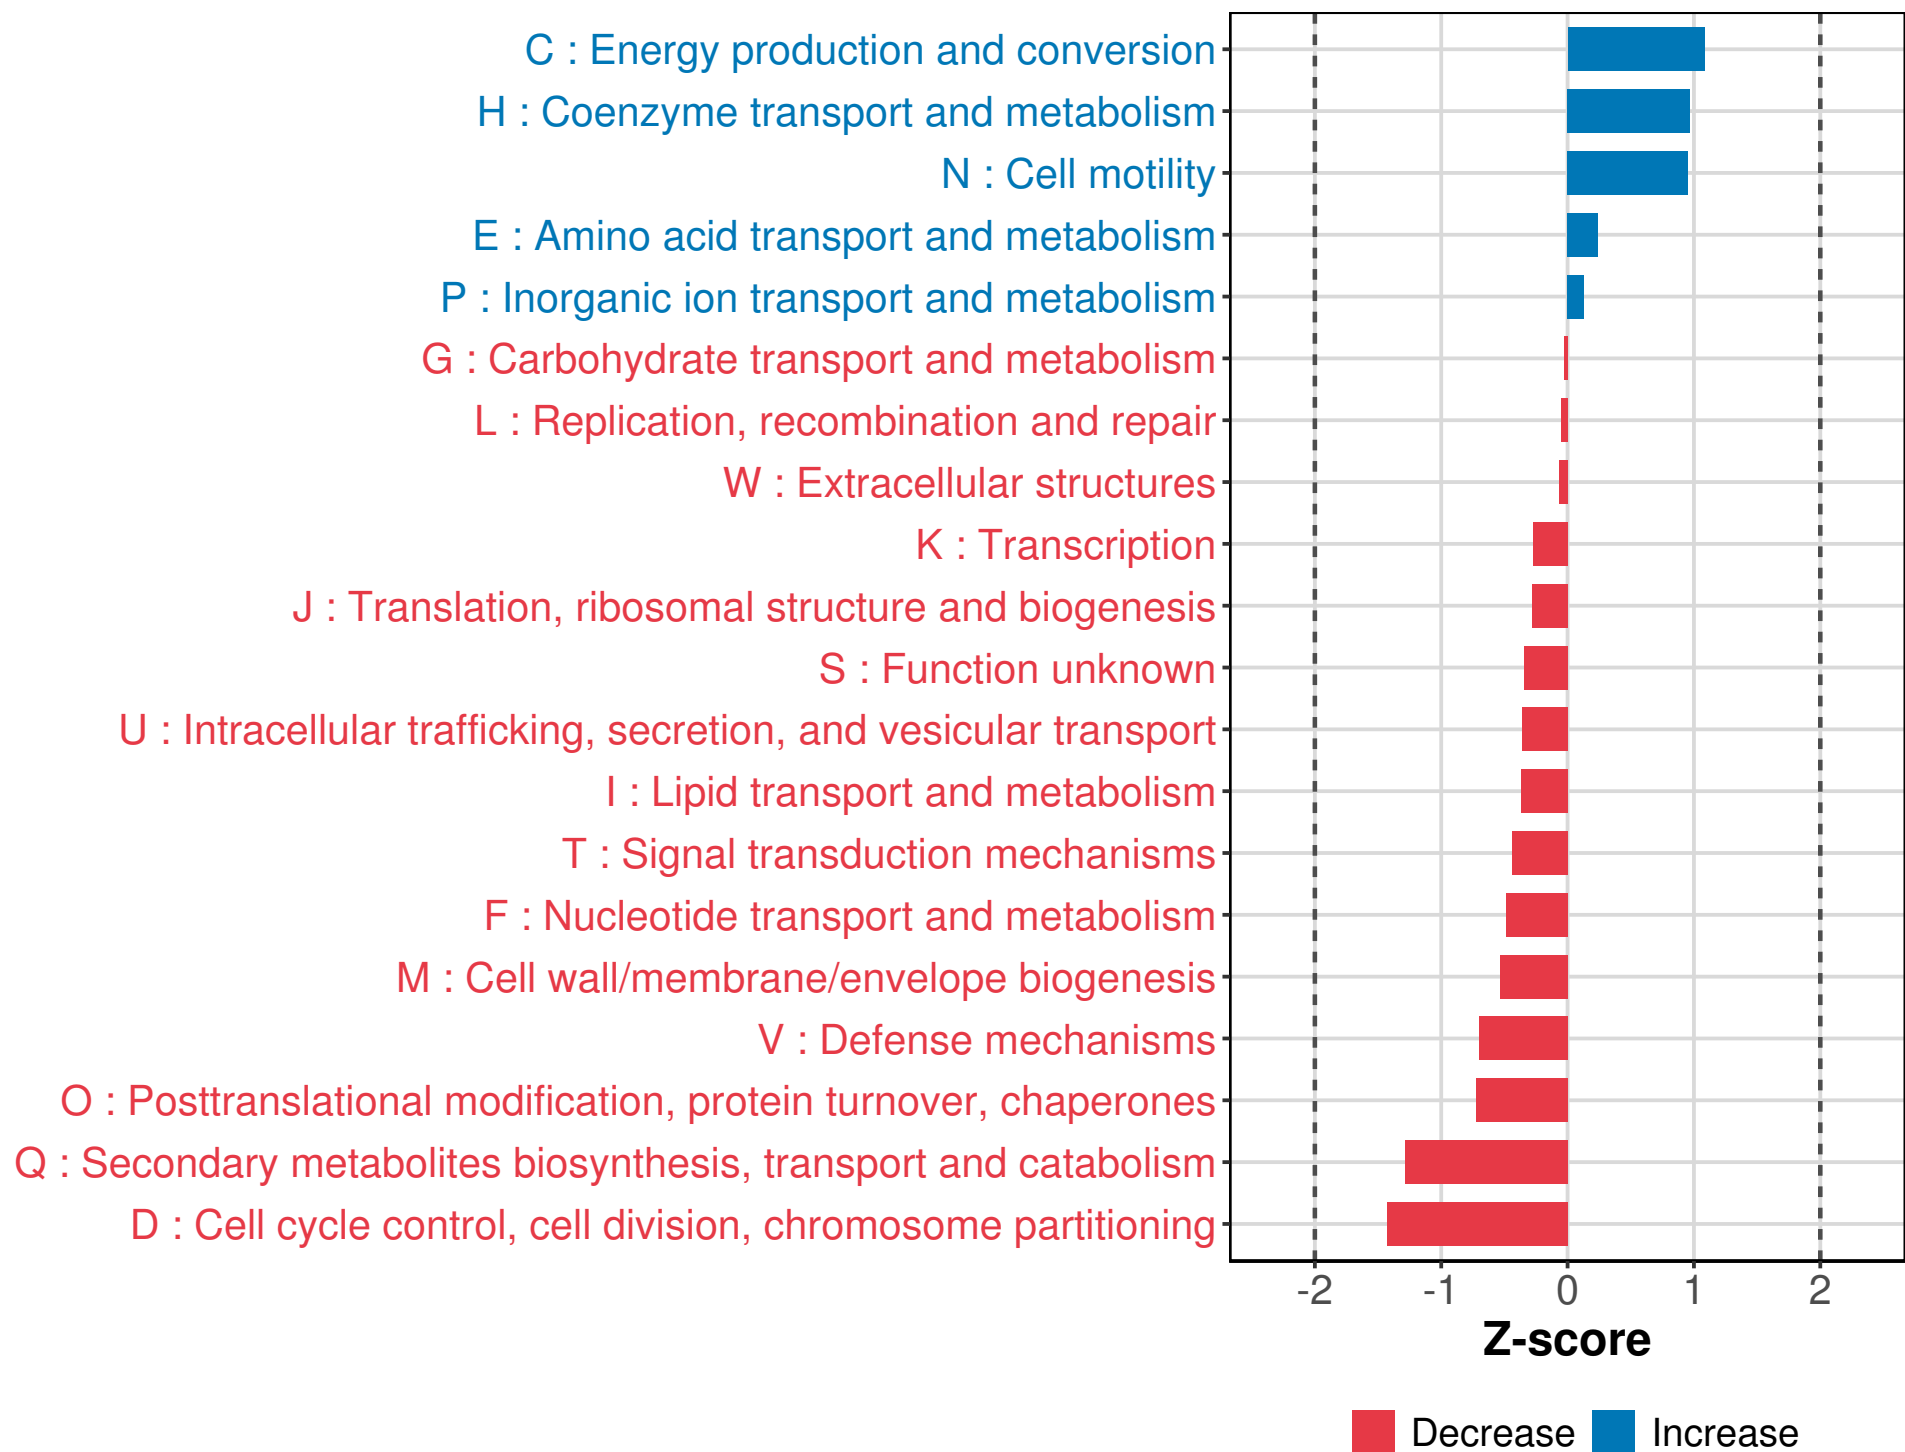 C : Energy production and conversion
H : Coenzyme transport and metabolism
N : Cell motility
E : Amino acid transport and metabolism
P : Inorganic ion transport and metabolism
G : Carbohydrate transport and metabolism
L : Replication, recombination and repair
W : Extracellular structures
K : Transcription
J : Translation, ribosomal structure and biogenesis
S : Function unknown
U : Intracellular trafficking, secretion, and vesicular transport
I : Lipid transport and metabolism
T : Signal transduction mechanisms
F : Nucleotide transport and metabolism
M : Cell wall/membrane/envelope biogenesis
V : Defense mechanisms
O : Posttranslational modification, protein turnover, chaperones
Q : Secondary metabolites biosynthesis, transport and catabolism
D : Cell cycle control, cell division, chromosome partitioning
-2 -1 0 1 2
Z-score
Decrease Increase